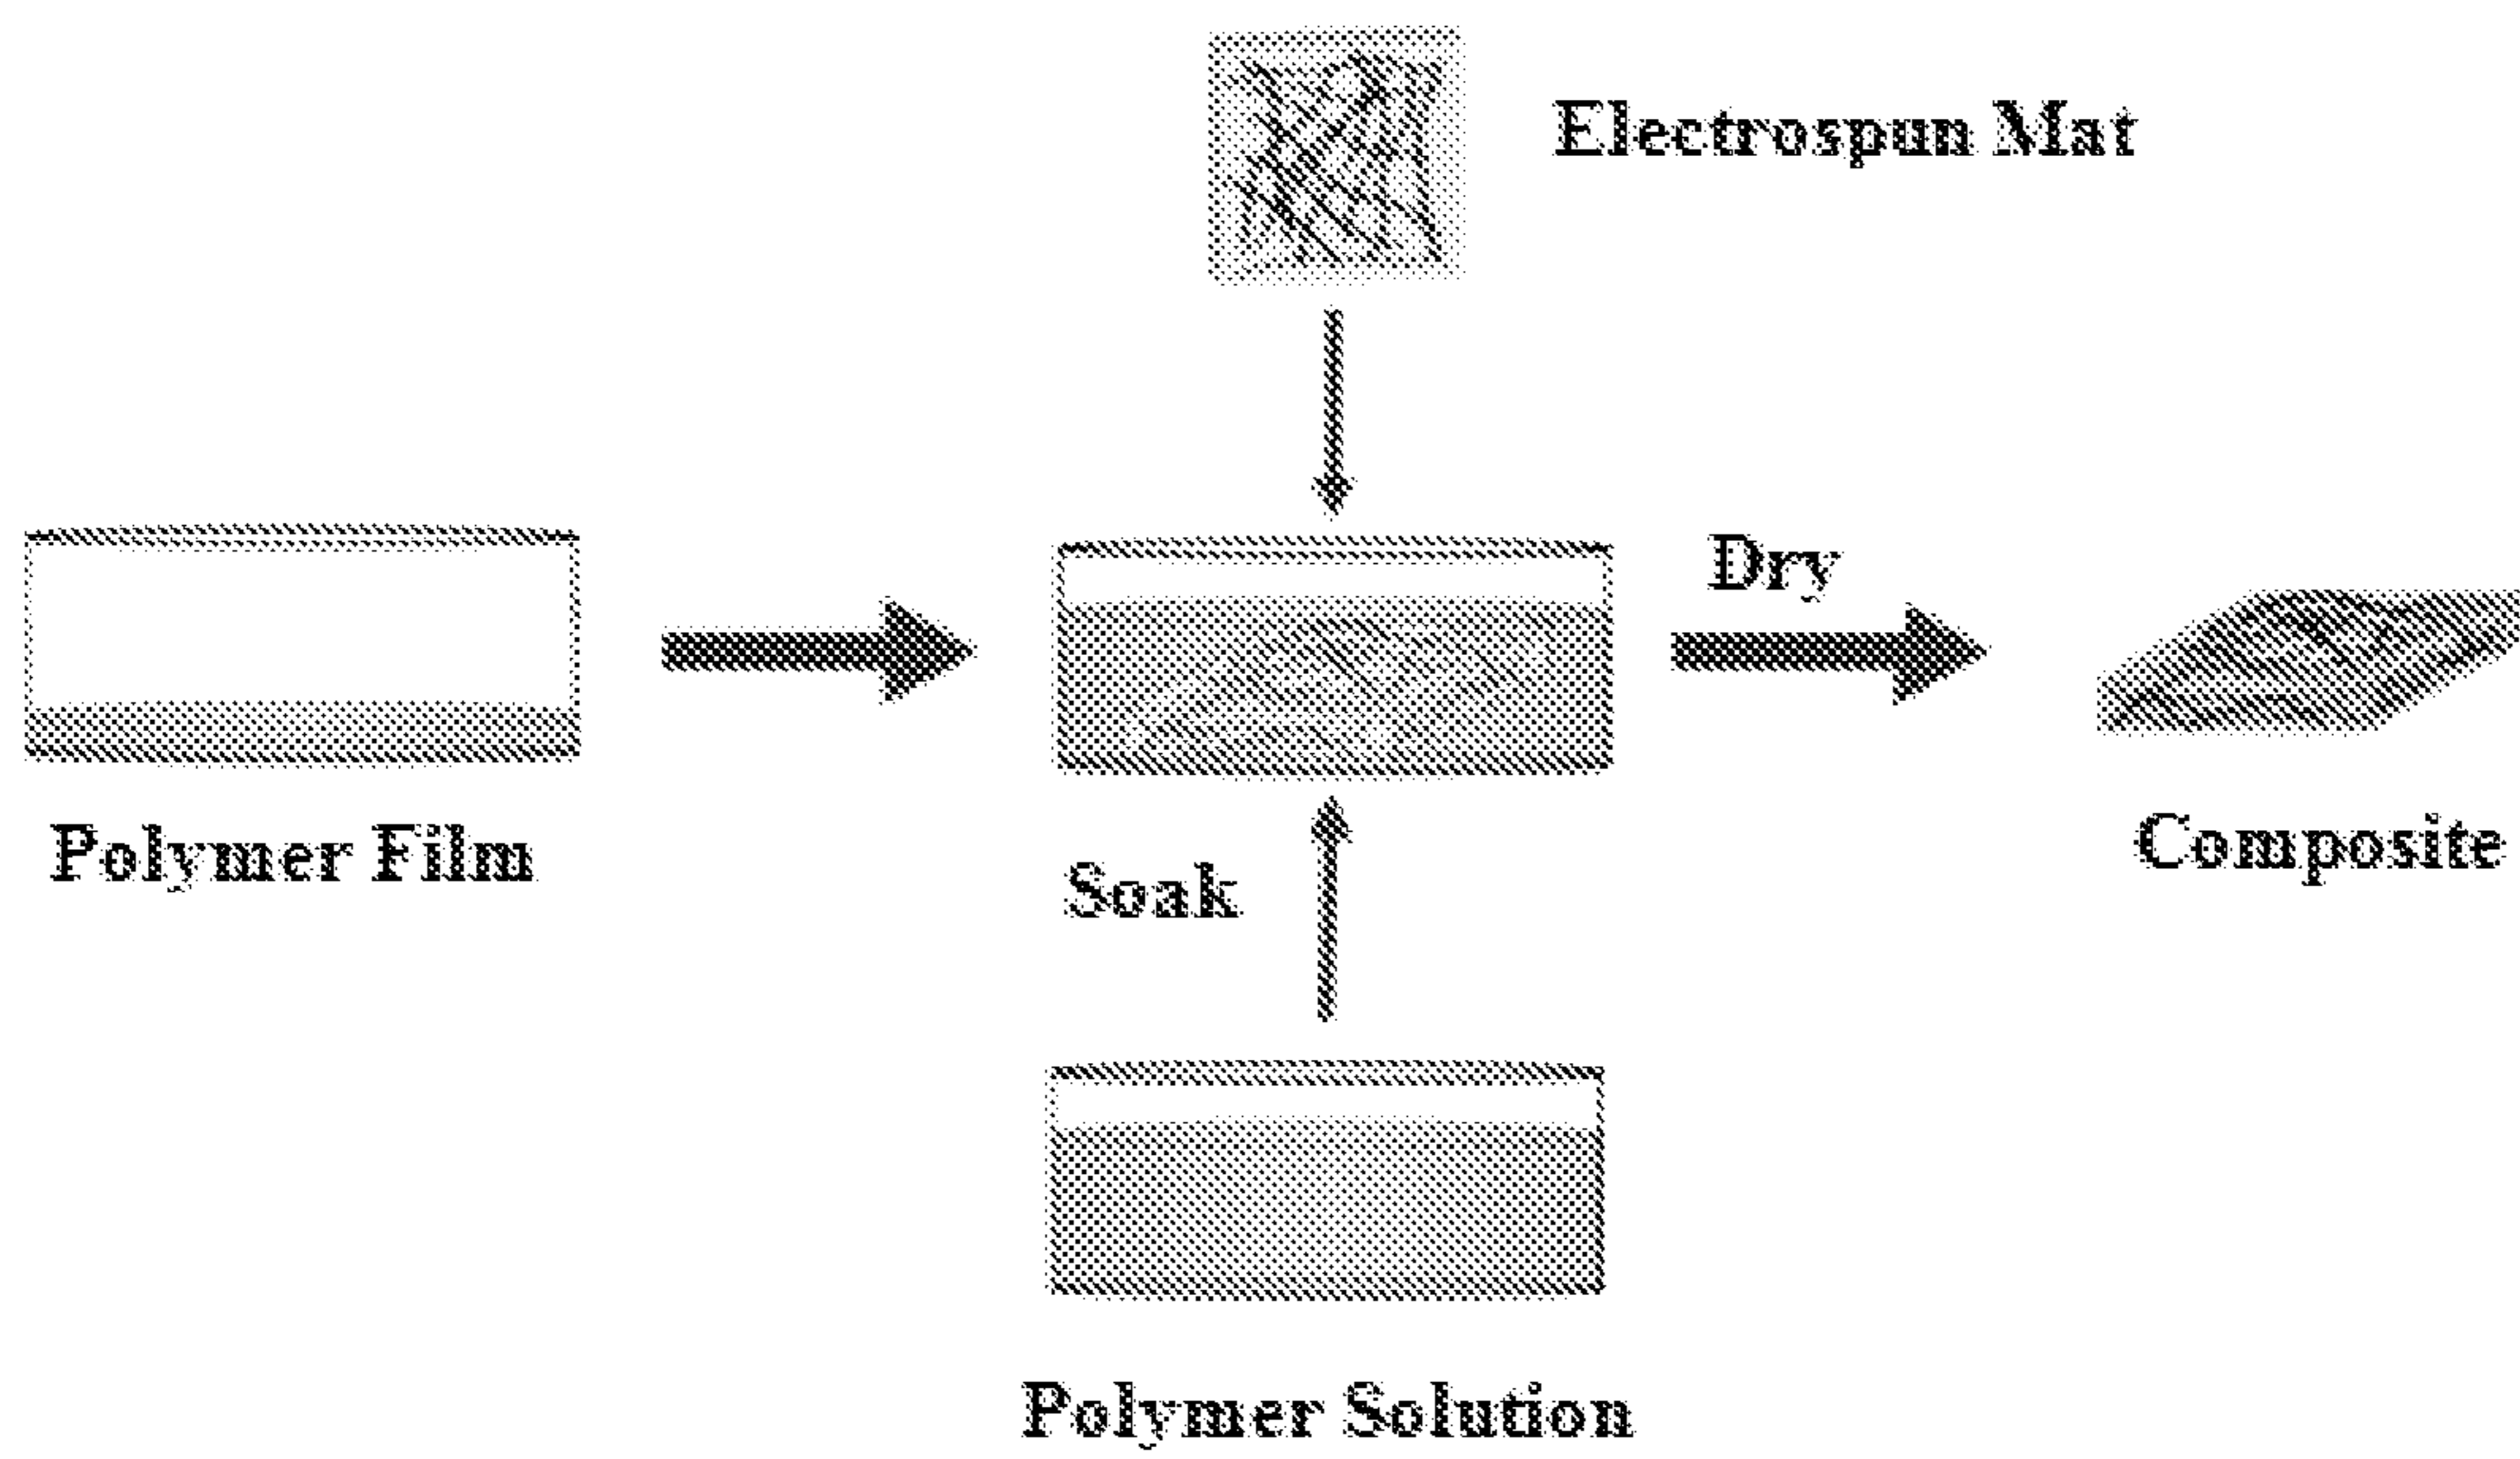 Electrospun Mat
Dry
Polymer Film
Soak
Composite
Polymer Solution